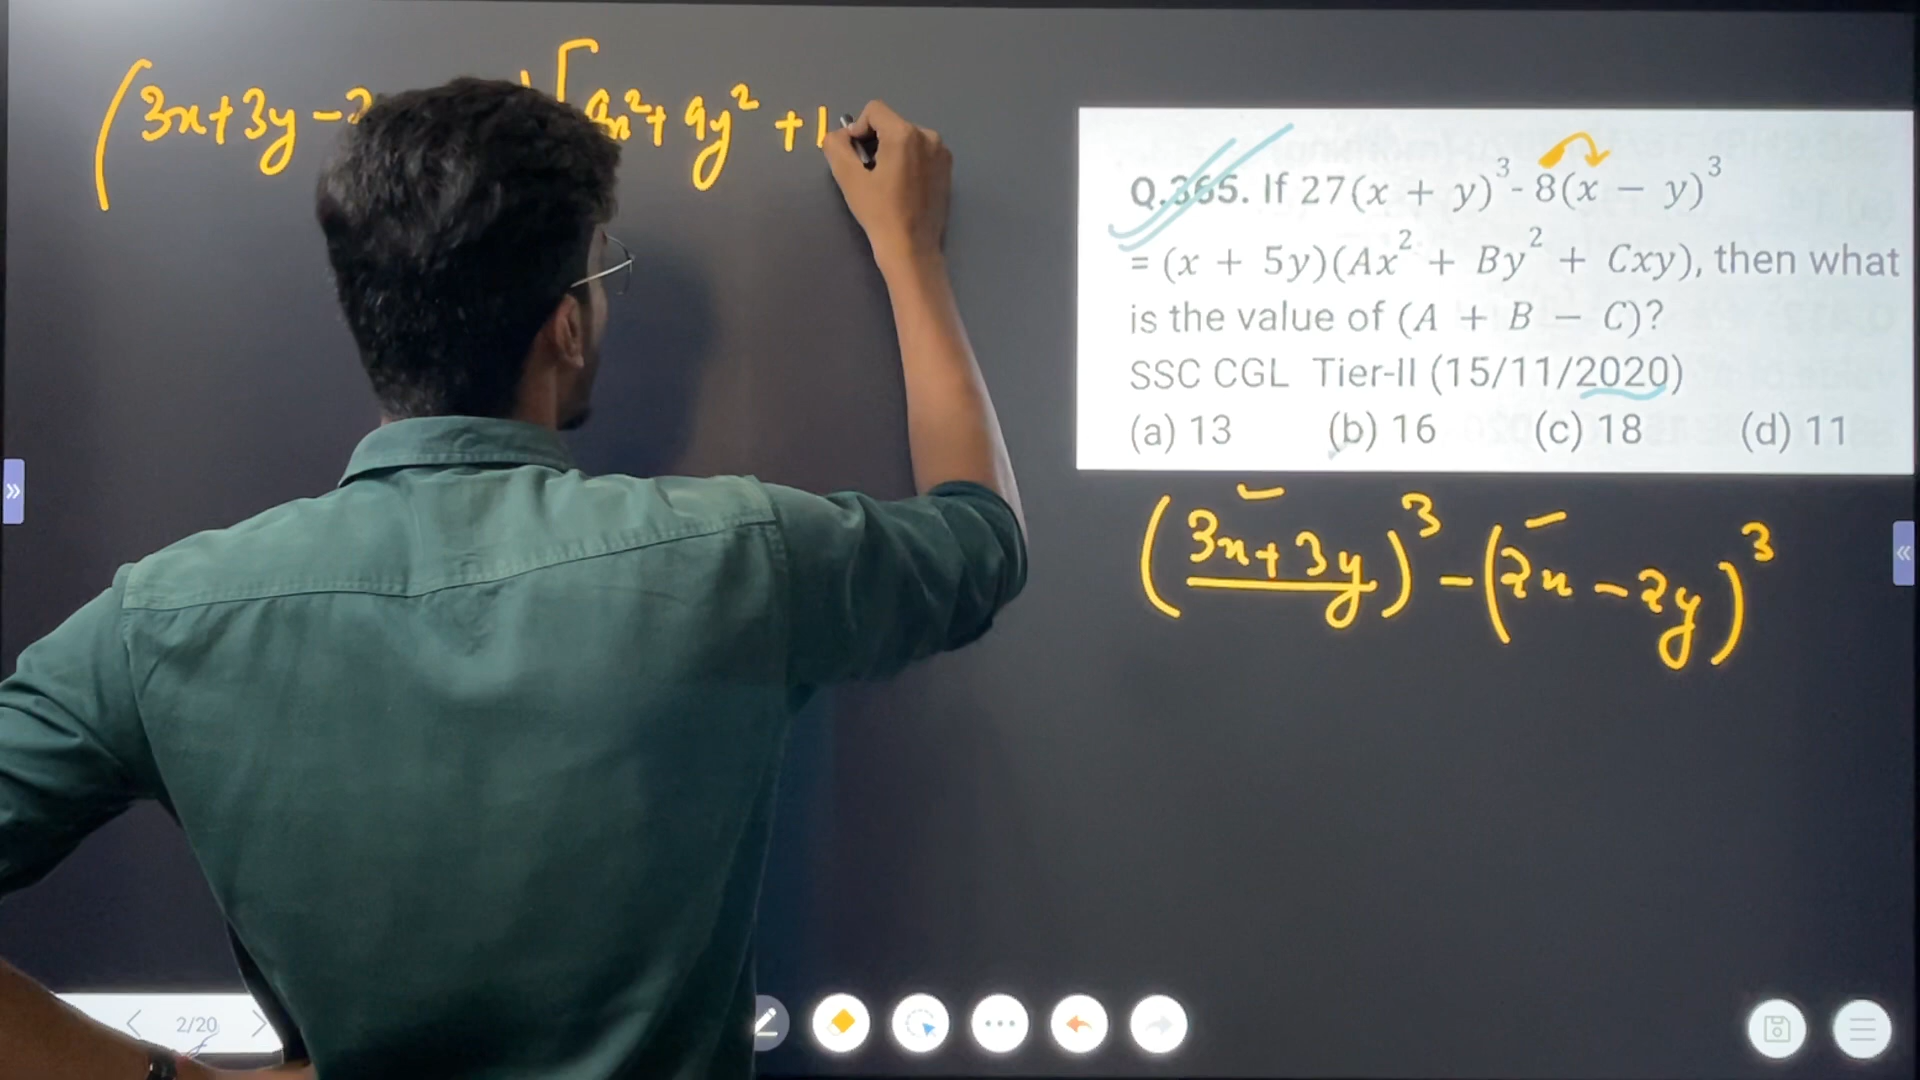 (3x+3y-2 [9x²+9y²+1
Q.365. If 27(x + y)³- 8(x − y)³
= (x + 5y)(Ax² + By² + Cxy), then what
is the value of (A + B − C)?
SSC CGL Tier-II (15/11/2020)
(a) 13 (b) 16 (c) 18 (d) 11
(3x+3y)³-(2x-2y)³
2/20